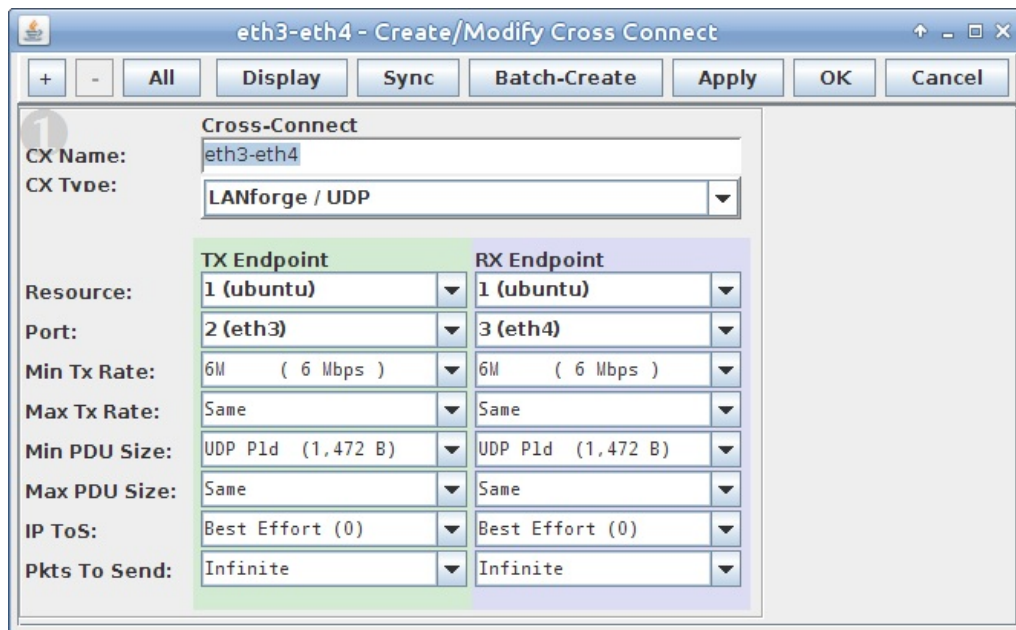 eth3-eth4 - Create/Modify Cross Connect
+ - All Display Sync Batch-Create Apply OK Cancel
1
Cross-Connect
CX Name: eth3-eth4
CX Type: LANforge / UDP
TX Endpoint RX Endpoint
Resource: 1 (ubuntu) 1 (ubuntu)
Port: 2 (eth3) 3 (eth4)
Min Tx Rate: 6M ( 6 Mbps ) 6M ( 6 Mbps )
Max Tx Rate: Same Same
Min PDU Size: UDP Pld (1,472 B) UDP Pld (1,472 B)
Max PDU Size: Same Same
IP ToS: Best Effort (0) Best Effort (0)
Pkts To Send: Infinite Infinite